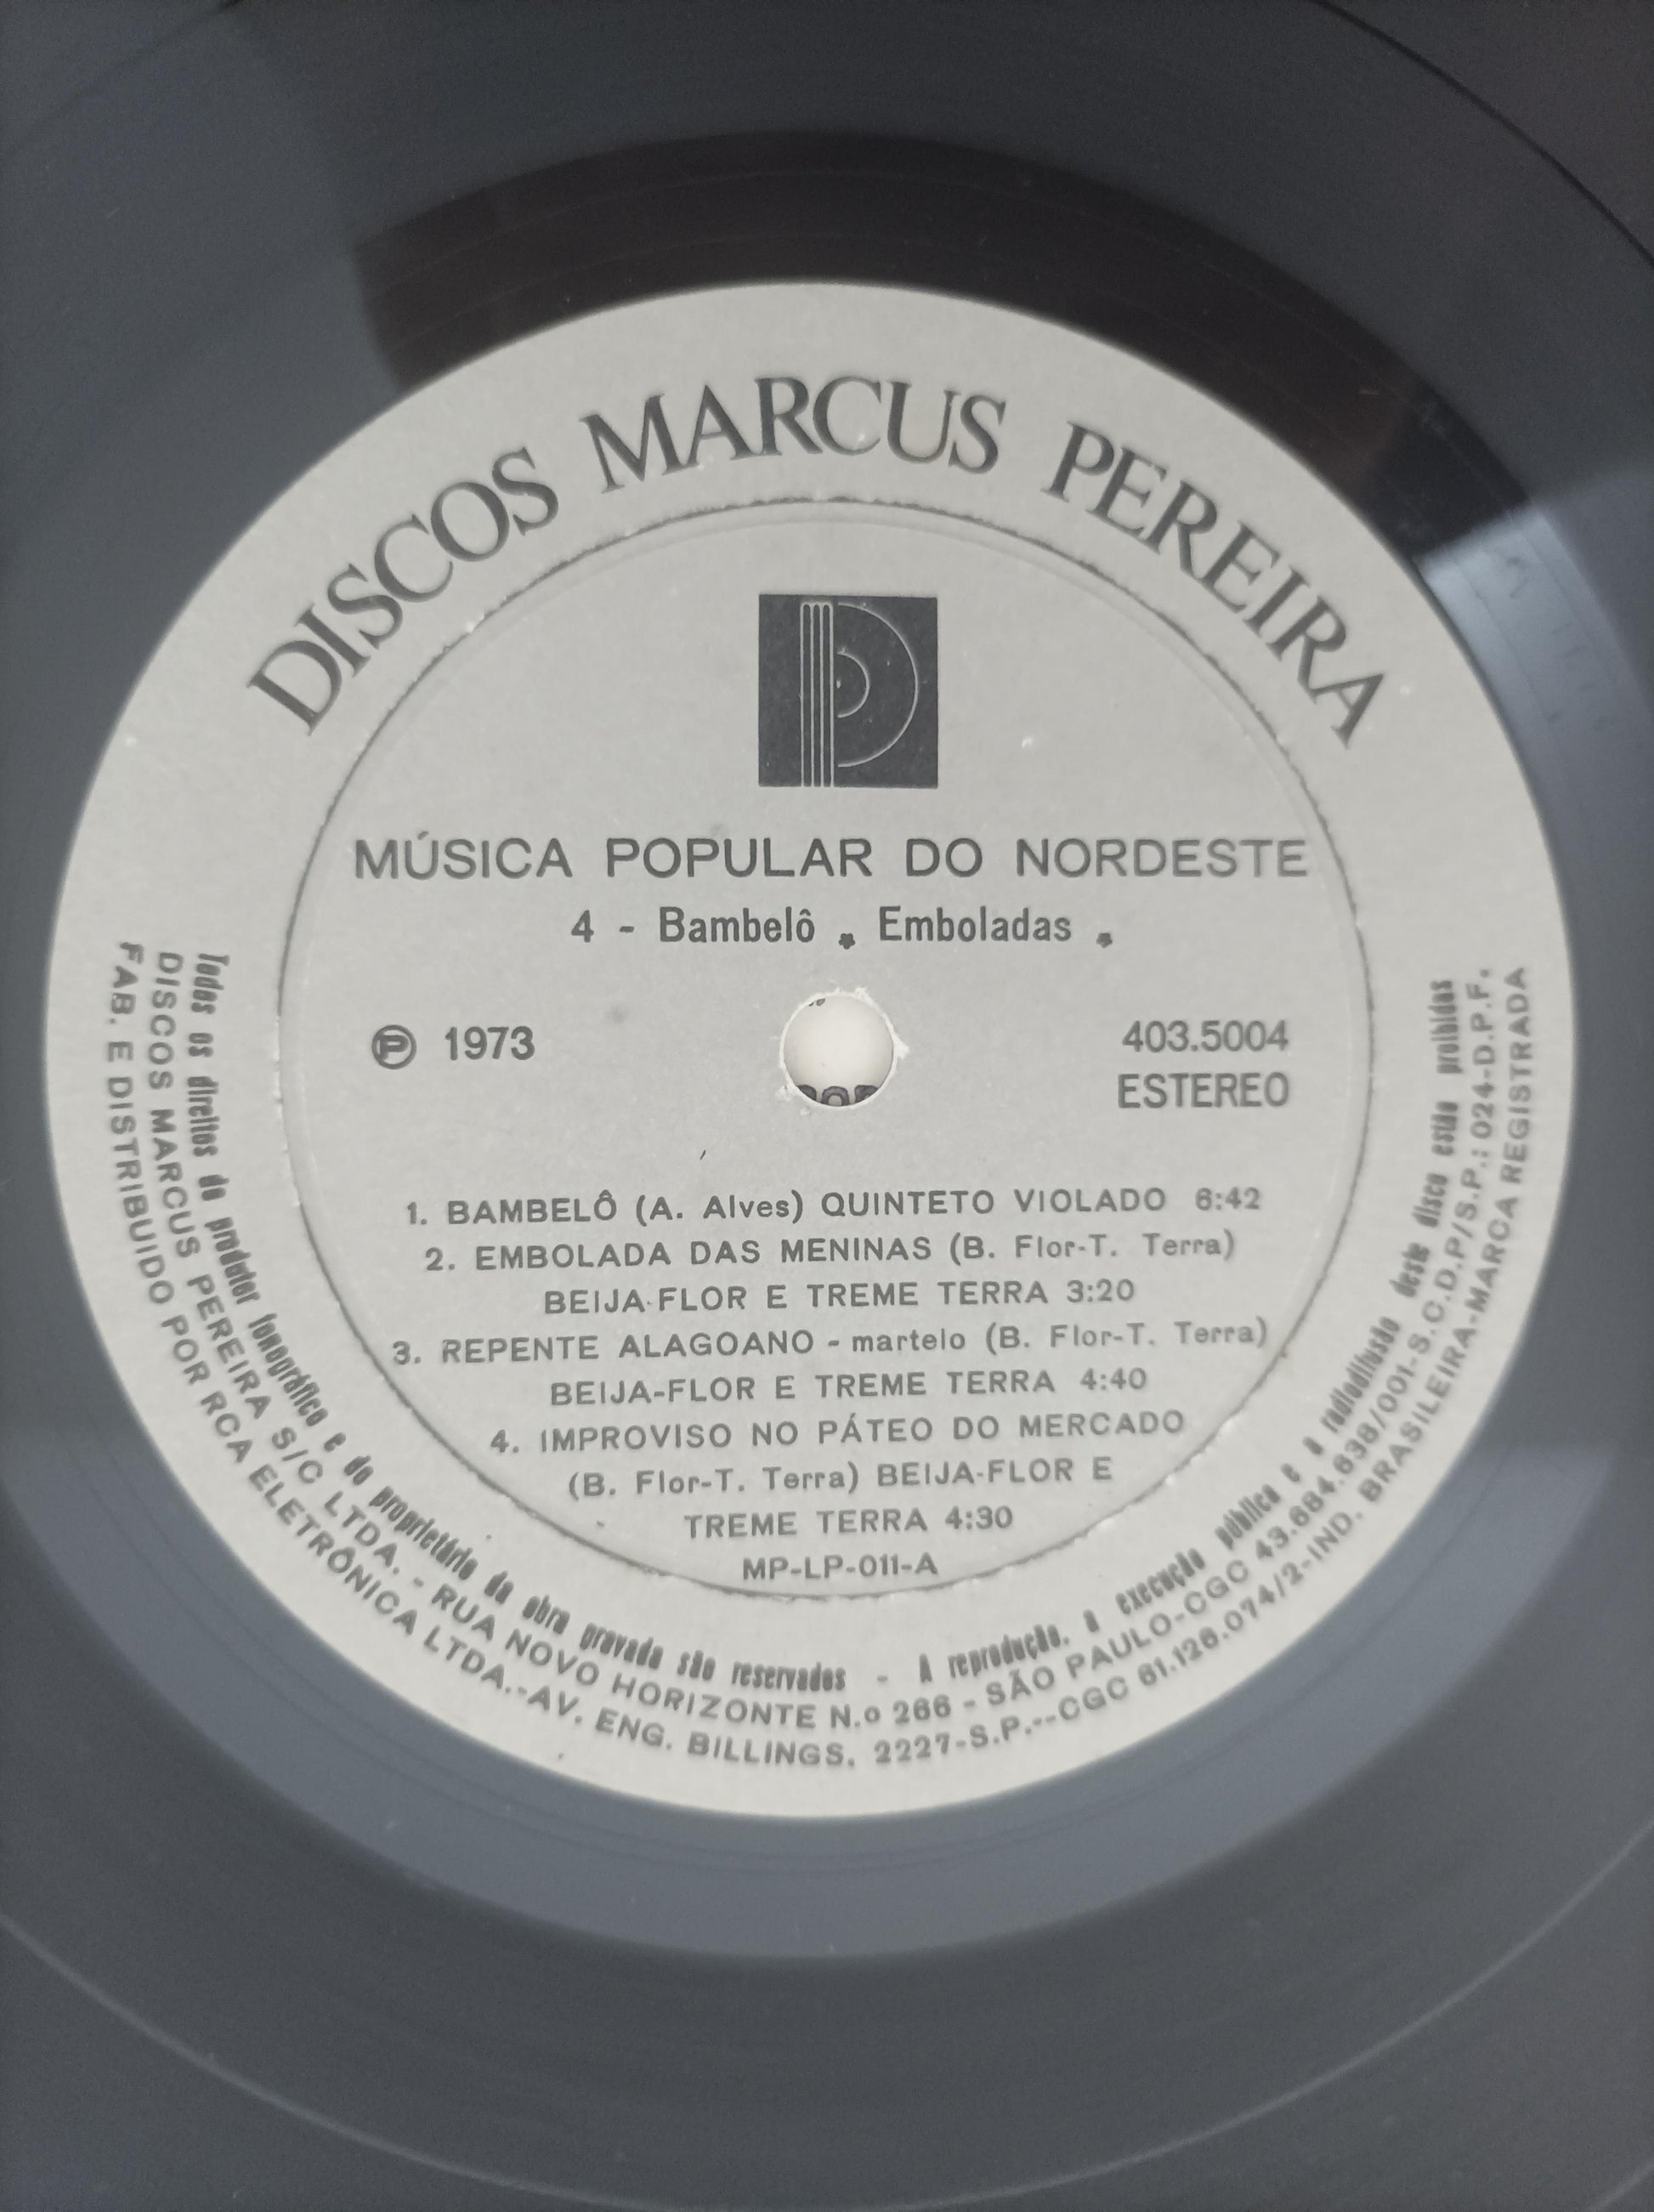 DISCOS MARCUS PEREIRA
MÚSICA POPULAR DO NORDESTE
4 - Bambelô . Emboladas .
Ⓟ 1973
403.5004
ESTEREO
1. BAMBELÔ (A. Alves) QUINTETO VIOLADO 6:42
2. EMBOLADA DAS MENINAS (B. Flor-T. Terra)
BEIJA-FLOR E TREME TERRA 3:20
3. REPENTE ALAGOANO - martelo (B. Flor-T. Terra)
BEIJA-FLOR E TREME TERRA 4:40
4. IMPROVISO NO PÁTEO DO MERCADO
(B. Flor-T. Terra) BEIJA-FLOR E
TREME TERRA 4:30
MP-LP-011-A
Todos os direitos do produtor fonográfico e do proprietário da obra gravada são reservados - A reprodução, a execução pública e a radiodifusão deste disco estão proibidas
DISCOS MARCUS PEREIRA S/C LTDA. - RUA NOVO HORIZONTE N.o 266 - SÃO PAULO-CGC 43.684.638/001-S.C.D.P/S.P.: 024-D.P.F.
FAB. E DISTRIBUIDO POR RCA ELETRÔNICA LTDA.-AV. ENG. BILLINGS, 2227-S.P.--CGC 61.126.074/2-IND. BRASILEIRA-MARCA REGISTRADA